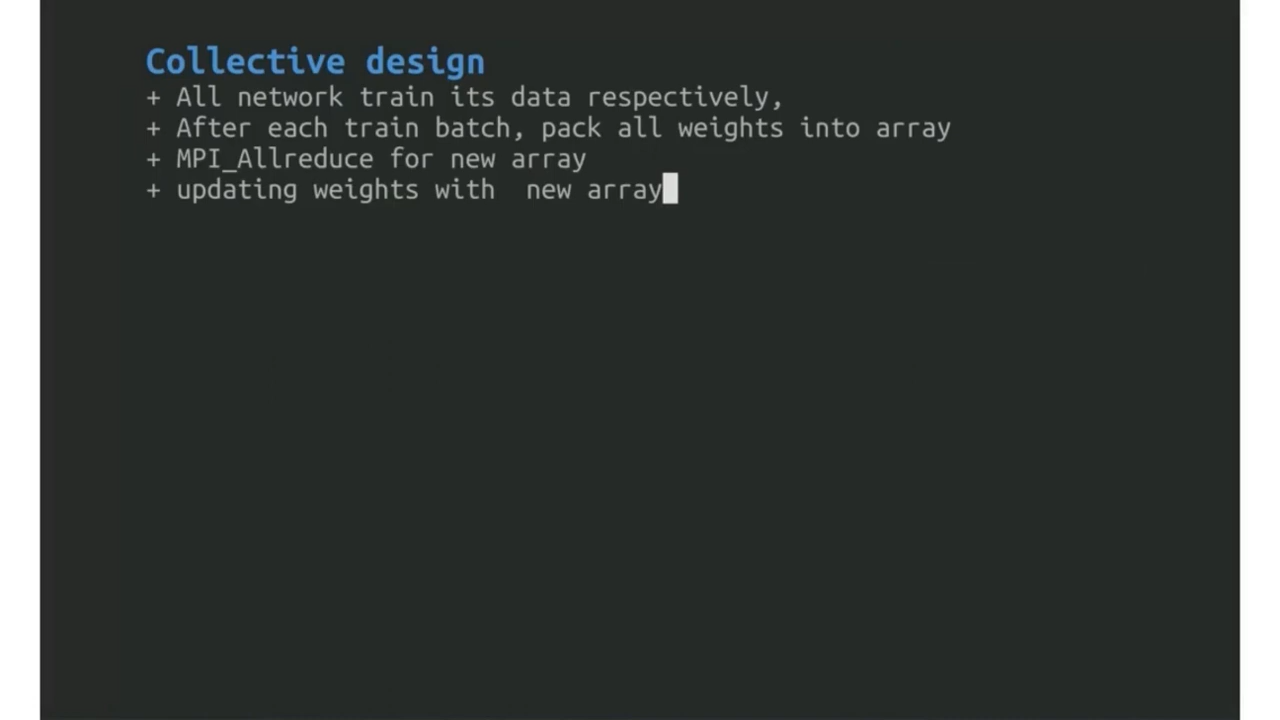 Collective design
+ All network train its data respectively,
+ After each train batch, pack all weights into array
+ MPI_Allreduce for new array
+ updating weights with  new array